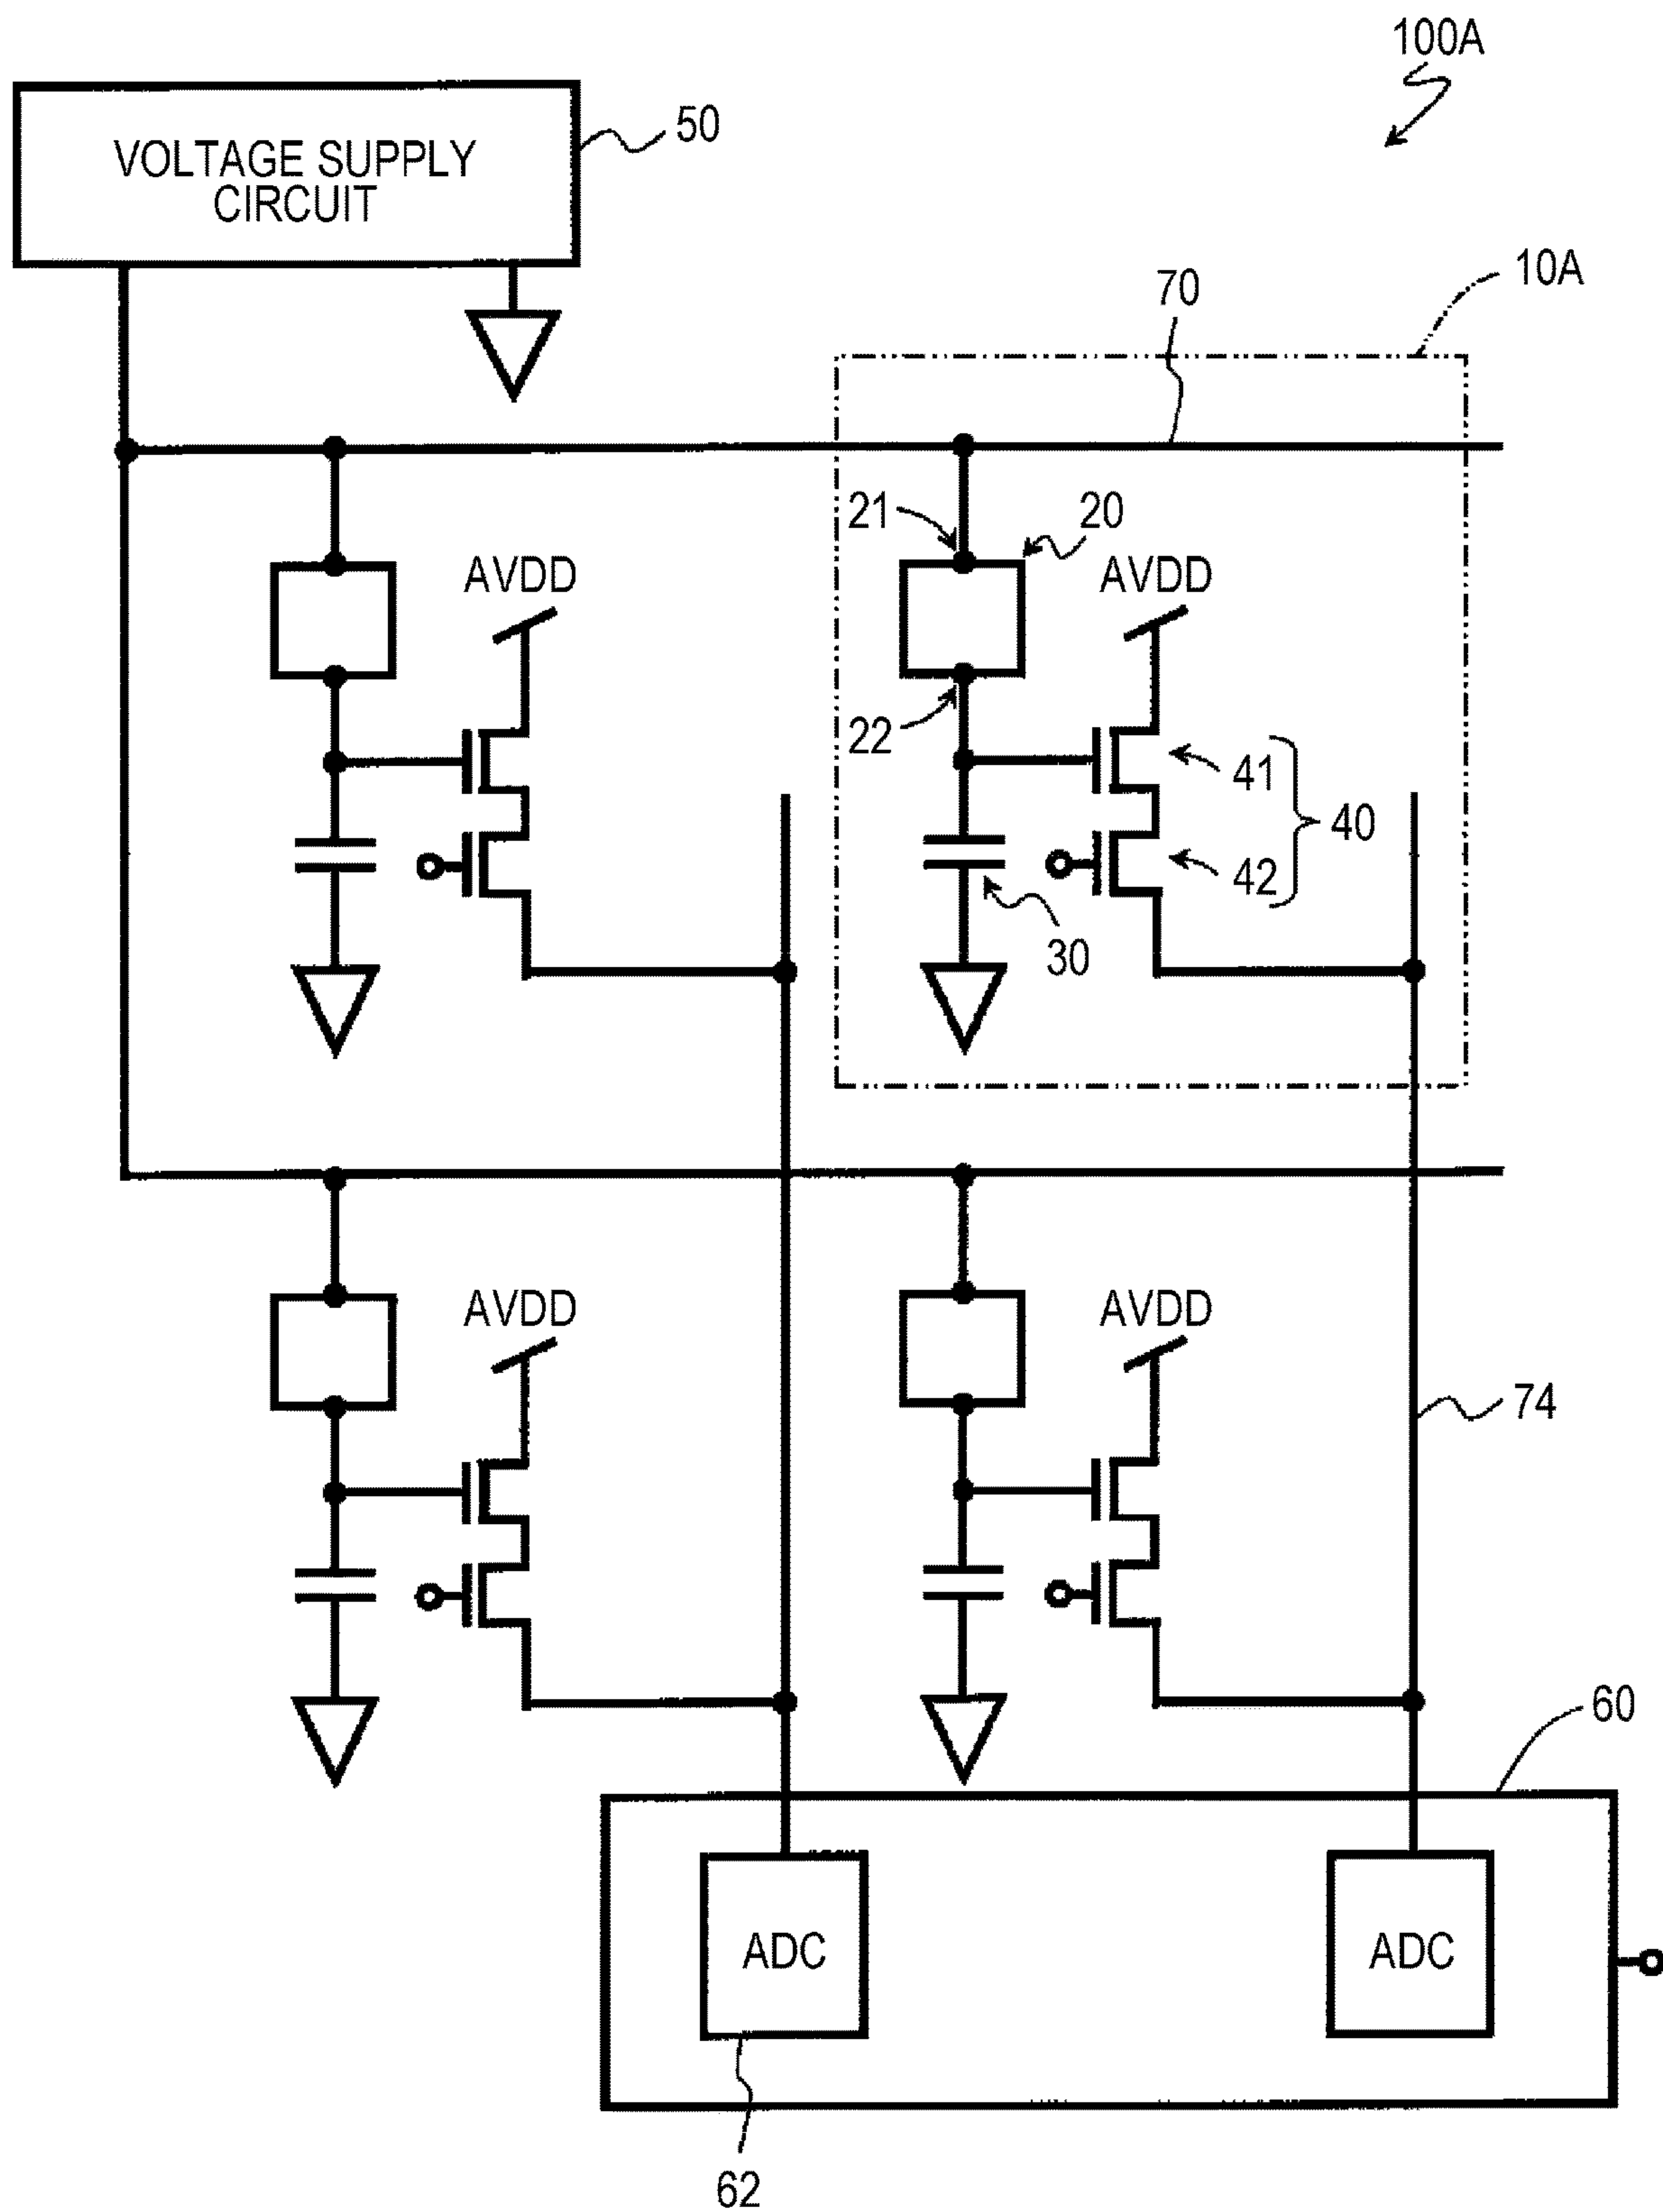 100A
50
VOLTAGE SUPPLY
CIRCUIT
10A
70
21
20
AVDD
AVDD
22
41
40
42
30
AVDD
AVDD
74
60
ADC
ADC
62